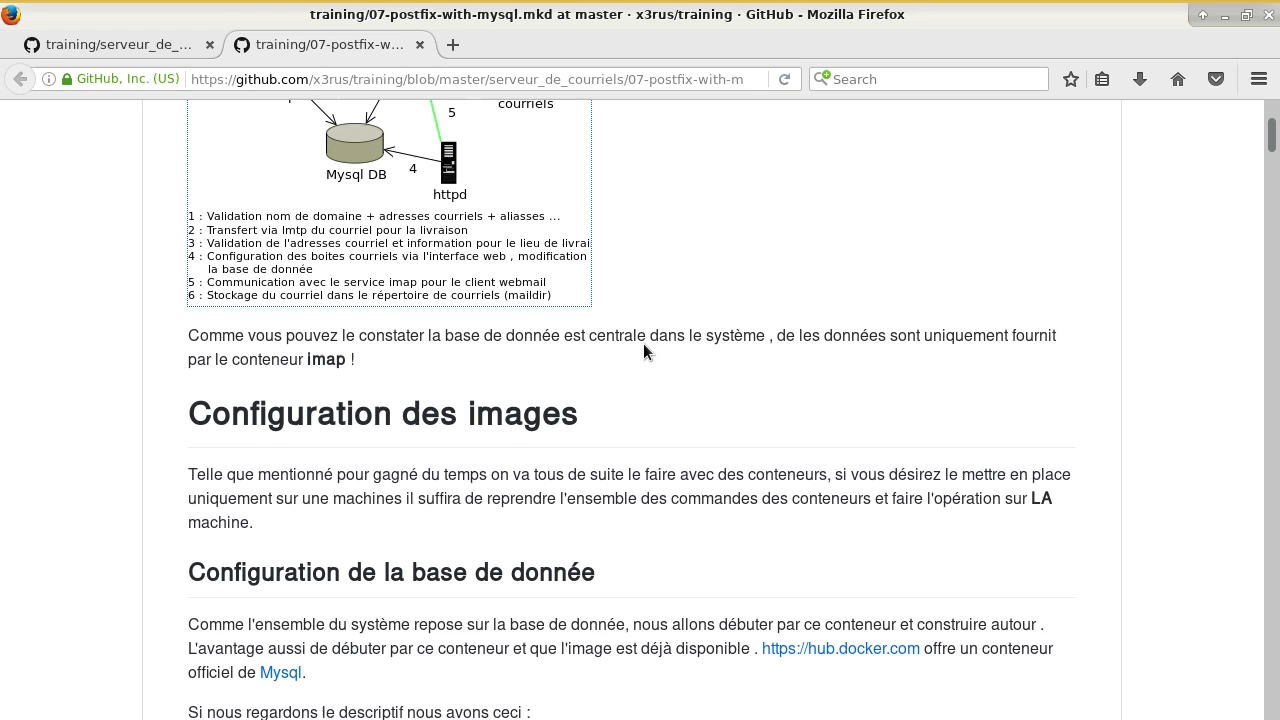 training/07-postfix-with-mysql.mkd at master · x3rus/training · GitHub - Mozilla Firefox
training/serveur_de_...
training/07-postfix-w...
GitHub, Inc. (US)
https://github.com/x3rus/training/blob/master/serveur_de_courriels/07-postfix-with-m
Search
5
courriels
Mysql DB
4
httpd
1 : Validation nom de domaine + adresses courriels + aliasses ...
2 : Transfert via lmtp du courriel pour la livraison
3 : Validation de l'adresses courriel et information pour le lieu de livrai
4 : Configuration des boites courriels via l'interface web , modification
la base de donnée
5 : Communication avec le service imap pour le client webmail
6 : Stockage du courriel dans le répertoire de courriels (maildir)
Comme vous pouvez le constater la base de donnée est centrale dans le système , de les données sont uniquement fournit
par le conteneur imap !
Configuration des images
Telle que mentionné pour gagné du temps on va tous de suite le faire avec des conteneurs, si vous désirez le mettre en place
uniquement sur une machines il suffira de reprendre l'ensemble des commandes des conteneurs et faire l'opération sur LA
machine.
Configuration de la base de donnée
Comme l'ensemble du système repose sur la base de donnée, nous allons débuter par ce conteneur et construire autour .
L'avantage aussi de débuter par ce conteneur et que l'image est déjà disponible . https://hub.docker.com offre un conteneur
officiel de Mysql.
Si nous regardons le descriptif nous avons ceci :